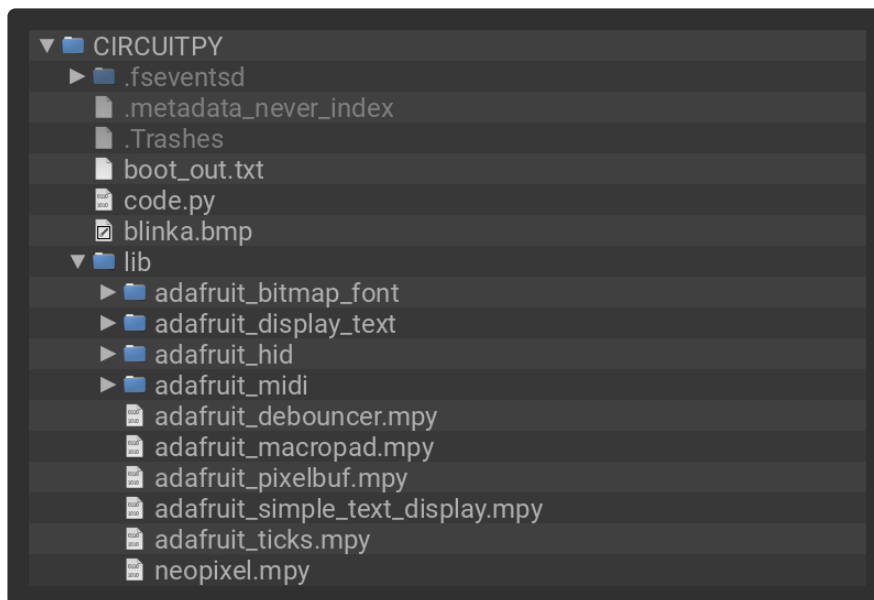 CIRCUITPY
.fseventsd
.metadata_never_index
.Trashes
boot_out.txt
code.py
blinka.bmp
lib
adafruit_bitmap_font
adafruit_display_text
adafruit_hid
adafruit_midi
adafruit_debouncer.mpy
adafruit_macropad.mpy
adafruit_pixelbuf.mpy
adafruit_simple_text_display.mpy
adafruit_ticks.mpy
neopixel.mpy